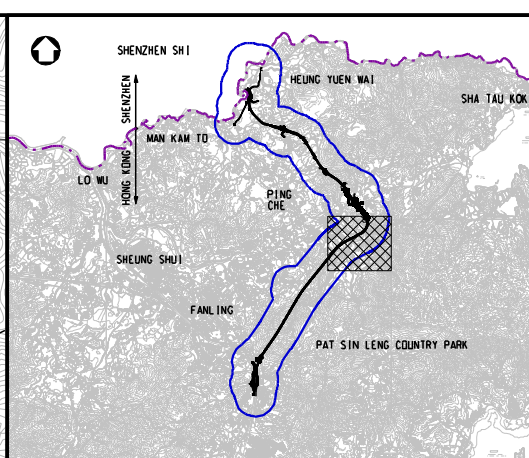 SHENZHEN SHI
HEUNG YUEN WAI
SHA TAU KOK
SHENZHEN
HONG KONG
MAN KAM TO
LO WU
PING
CHE
SHEUNG SHUI
FANLING
PAT SIN LENG COUNTRY PARK